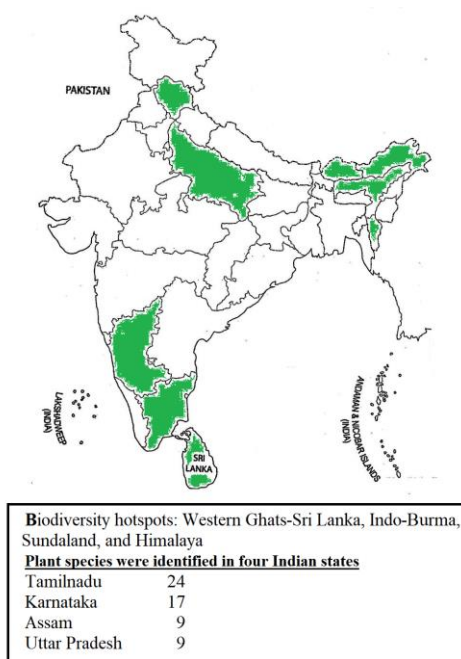 PAKISTAN
LAKSHADWEEP
(INDIA)
ANDAMAN & NICOBAR ISLANDS
(INDIA)
SRI
LANKA
Biodiversity hotspots: Western Ghats-Sri Lanka, Indo-Burma,
Sundaland, and Himalaya
Plant species were identified in four Indian states
Tamilnadu 24
Karnataka 17
Assam 9
Uttar Pradesh 9